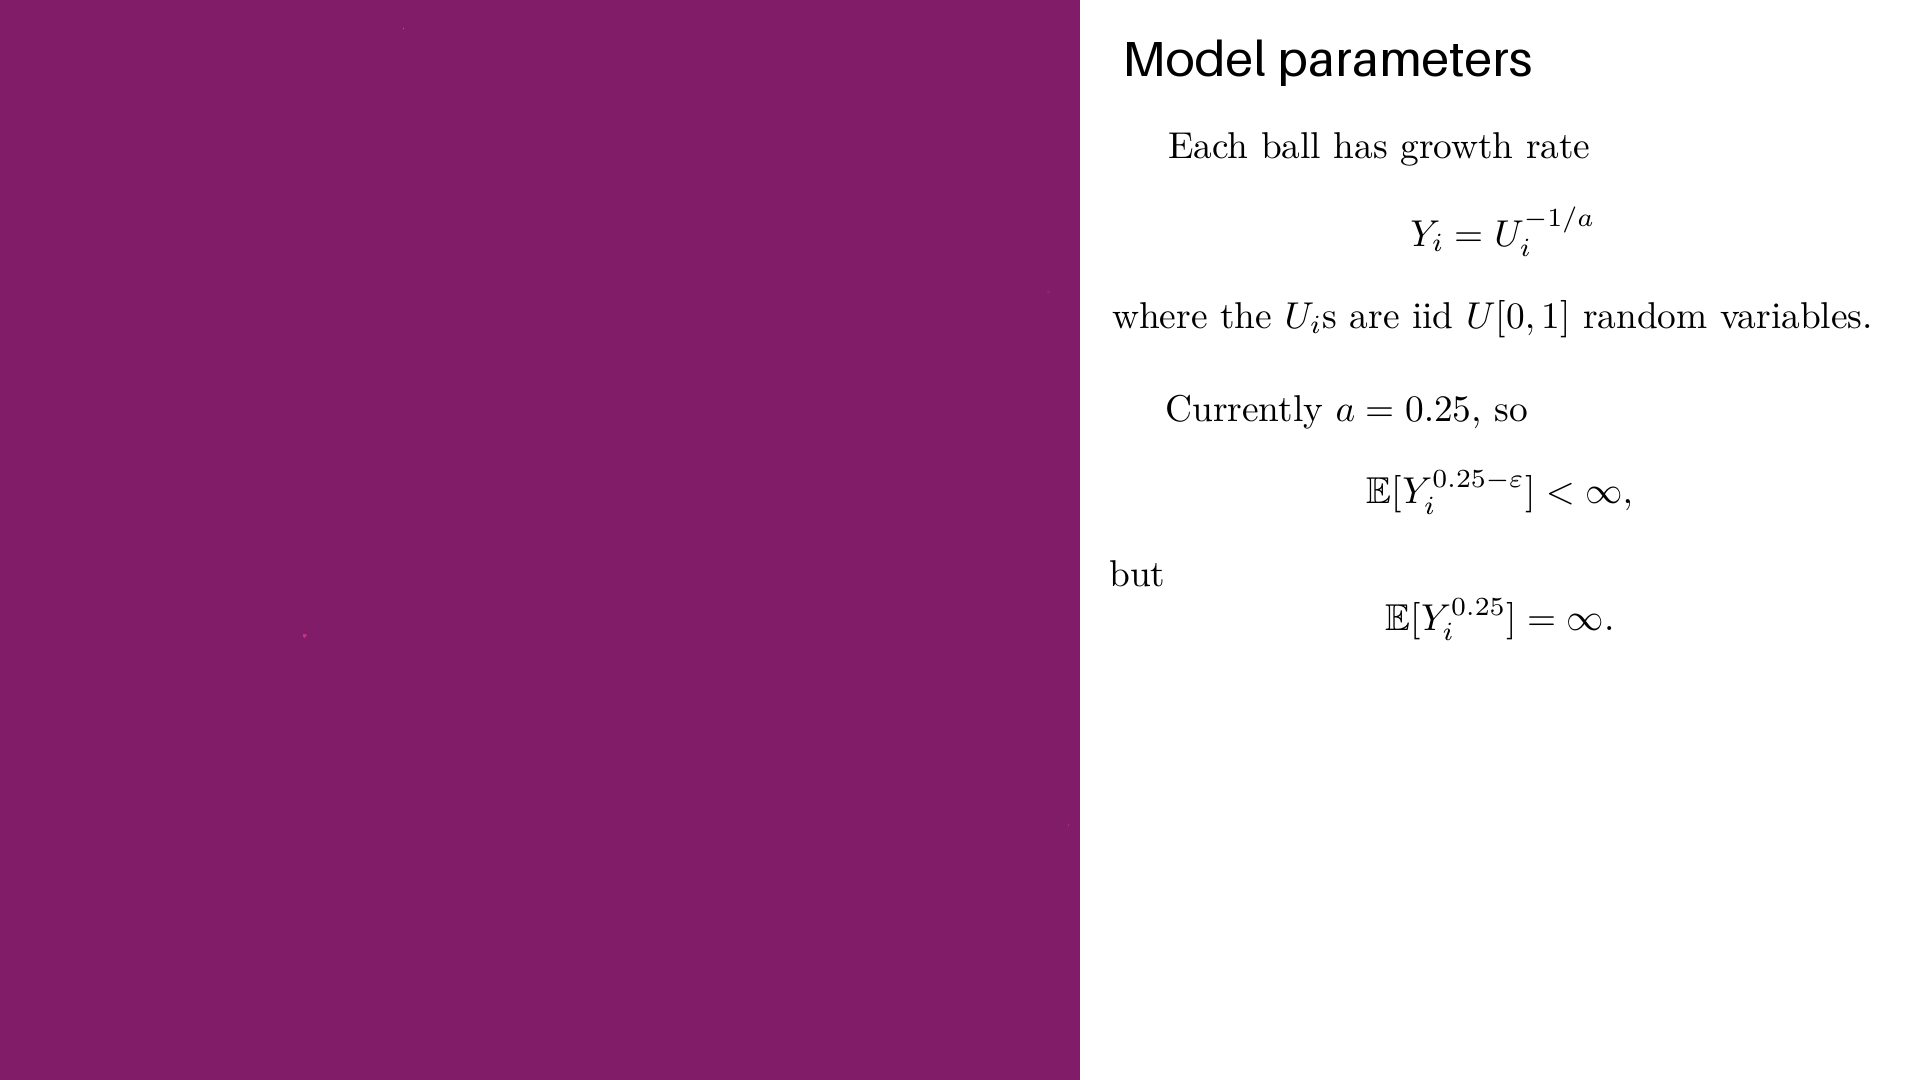 Model parameters
Each ball has growth rate
$Y_i = U_i^{-1/a}$
where the $U_i$s are iid $U[0, 1]$ random variables.
Currently $a = 0.25$, so
$\mathbb{E}[Y_i^{0.25-\varepsilon}] < \infty,$
but
$\mathbb{E}[Y_i^{0.25}] = \infty.$